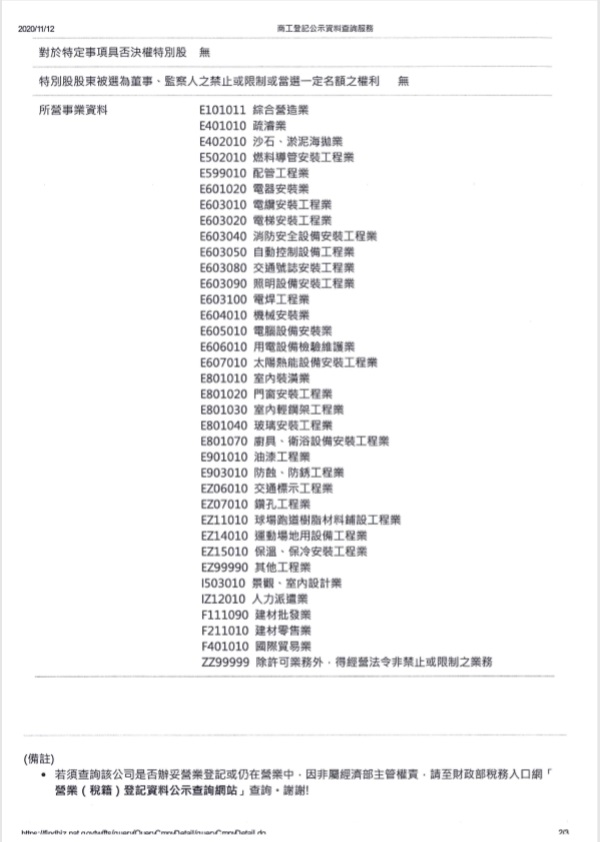 2020/11/12 商工登記公示資料查詢服務
對於特定事項具否決權特別股 無
特別股股東被選為董事、監察人之禁止或限制或當選一定名額之權利 無
所營事業資料 E101011 綜合營造業
E401010 疏濬業
E402010 沙石、淤泥海拋業
E502010 燃料導管安裝工程業
E599010 配管工程業
E601020 電器安裝業
E603010 電纜安裝工程業
E603020 電梯安裝工程業
E603040 消防安全設備安裝工程業
E603050 自動控制設備工程業
E603080 交通號誌安裝工程業
E603090 照明設備安裝工程業
E603100 電焊工程業
E604010 機械安裝業
E605010 電腦設備安裝業
E606010 用電設備檢驗維護業
E607010 太陽熱能設備安裝工程業
E801010 室內裝潢業
E801020 門窗安裝工程業
E801030 室內輕鋼架工程業
E801040 玻璃安裝工程業
E801070 廚具、衛浴設備安裝工程業
E901010 油漆工程業
E903010 防蝕、防銹工程業
EZ06010 交通標示工程業
EZ07010 鑽孔工程業
EZ11010 球場跑道樹脂材料鋪設工程業
EZ14010 運動場地用設備工程業
EZ15010 保溫、保冷安裝工程業
EZ99990 其他工程業
I503010 景觀、室內設計業
IZ12010 人力派遣業
F111090 建材批發業
F211010 建材零售業
F401010 國際貿易業
ZZ99999 除許可業務外，得經營法令非禁止或限制之業務
(備註)
• 若須查詢該公司是否辦妥營業登記或仍在營業中，因非屬經濟部主管權責，請至財政部稅務入口網「
營業（稅籍）登記資料公示查詢網站」查詢。謝謝!
2/3